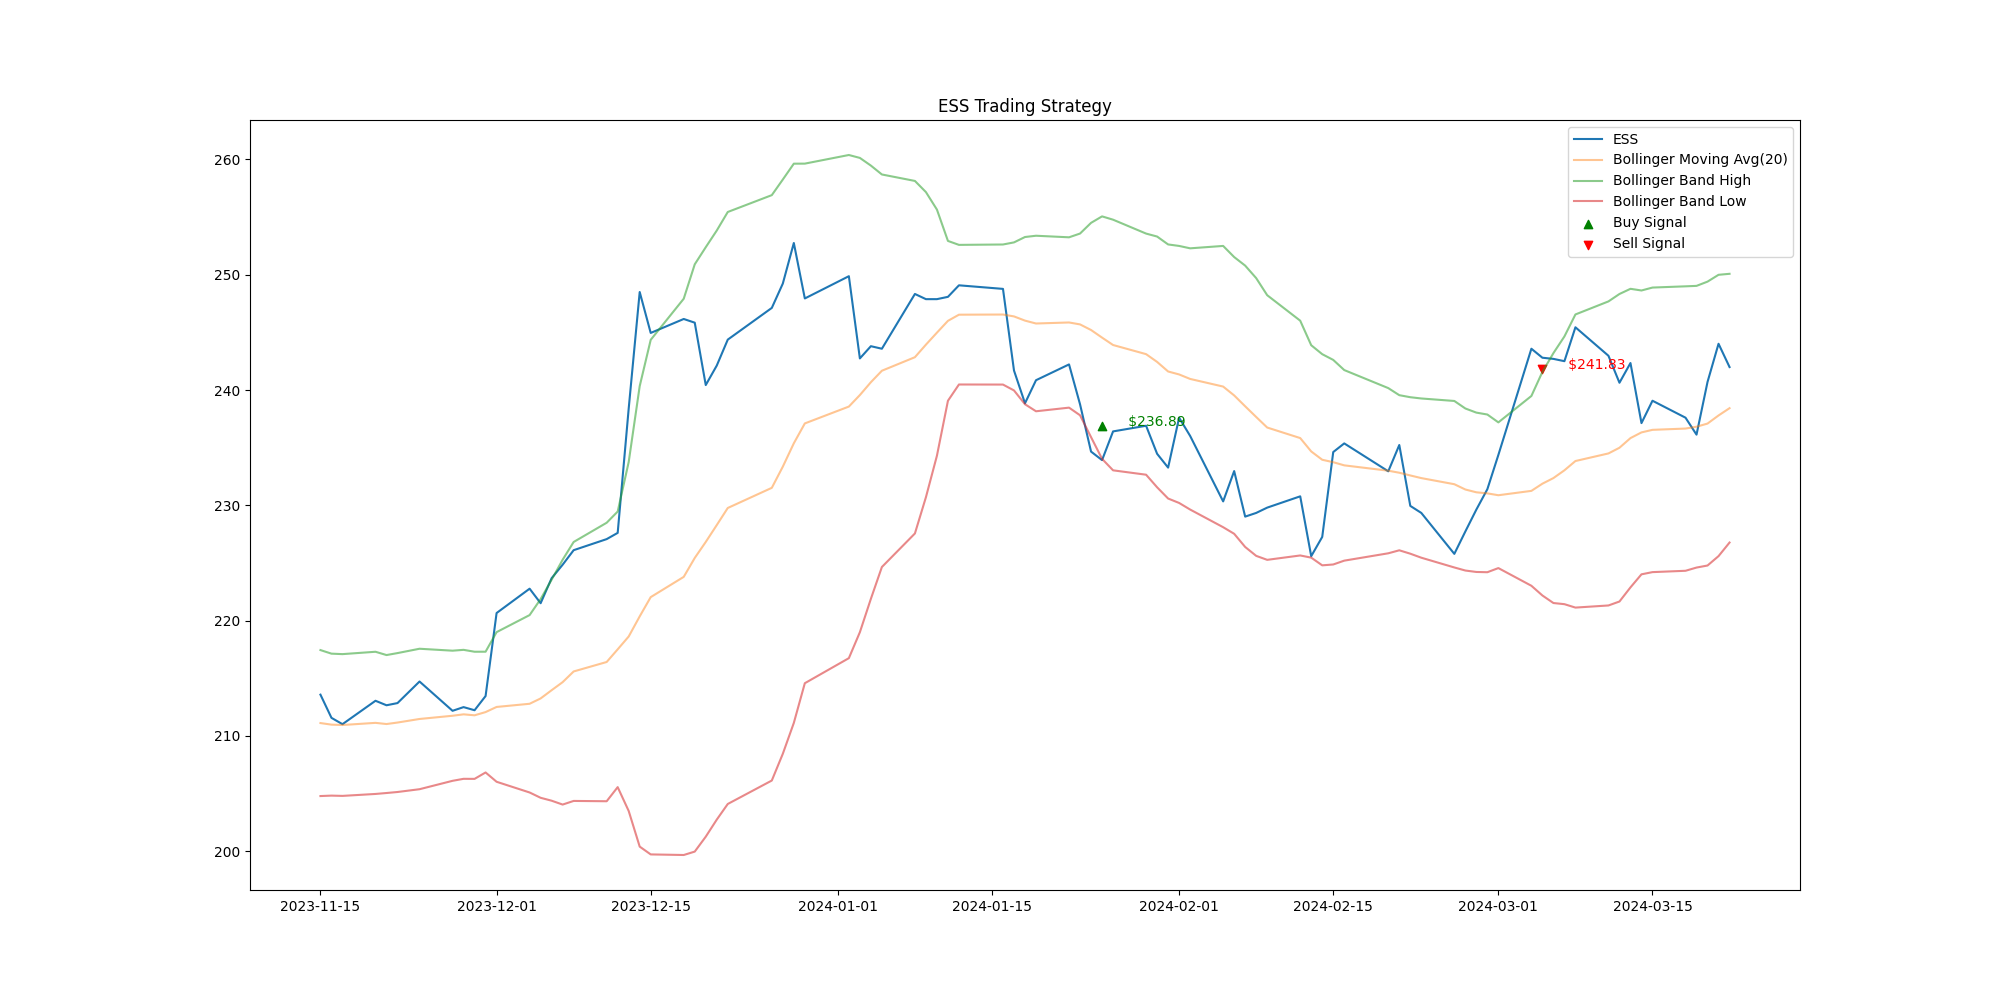 ESS Trading Strategy
260
250
240
230
220
210
200
ESS
Bollinger Moving Avg(20)
Bollinger Band High
Bollinger Band Low
Buy Signal
Sell Signal
$241.83
$236.89
2023-11-15 2023-12-01 2023-12-15 2024-01-01 2024-01-15 2024-02-01 2024-02-15 2024-03-01 2024-03-15